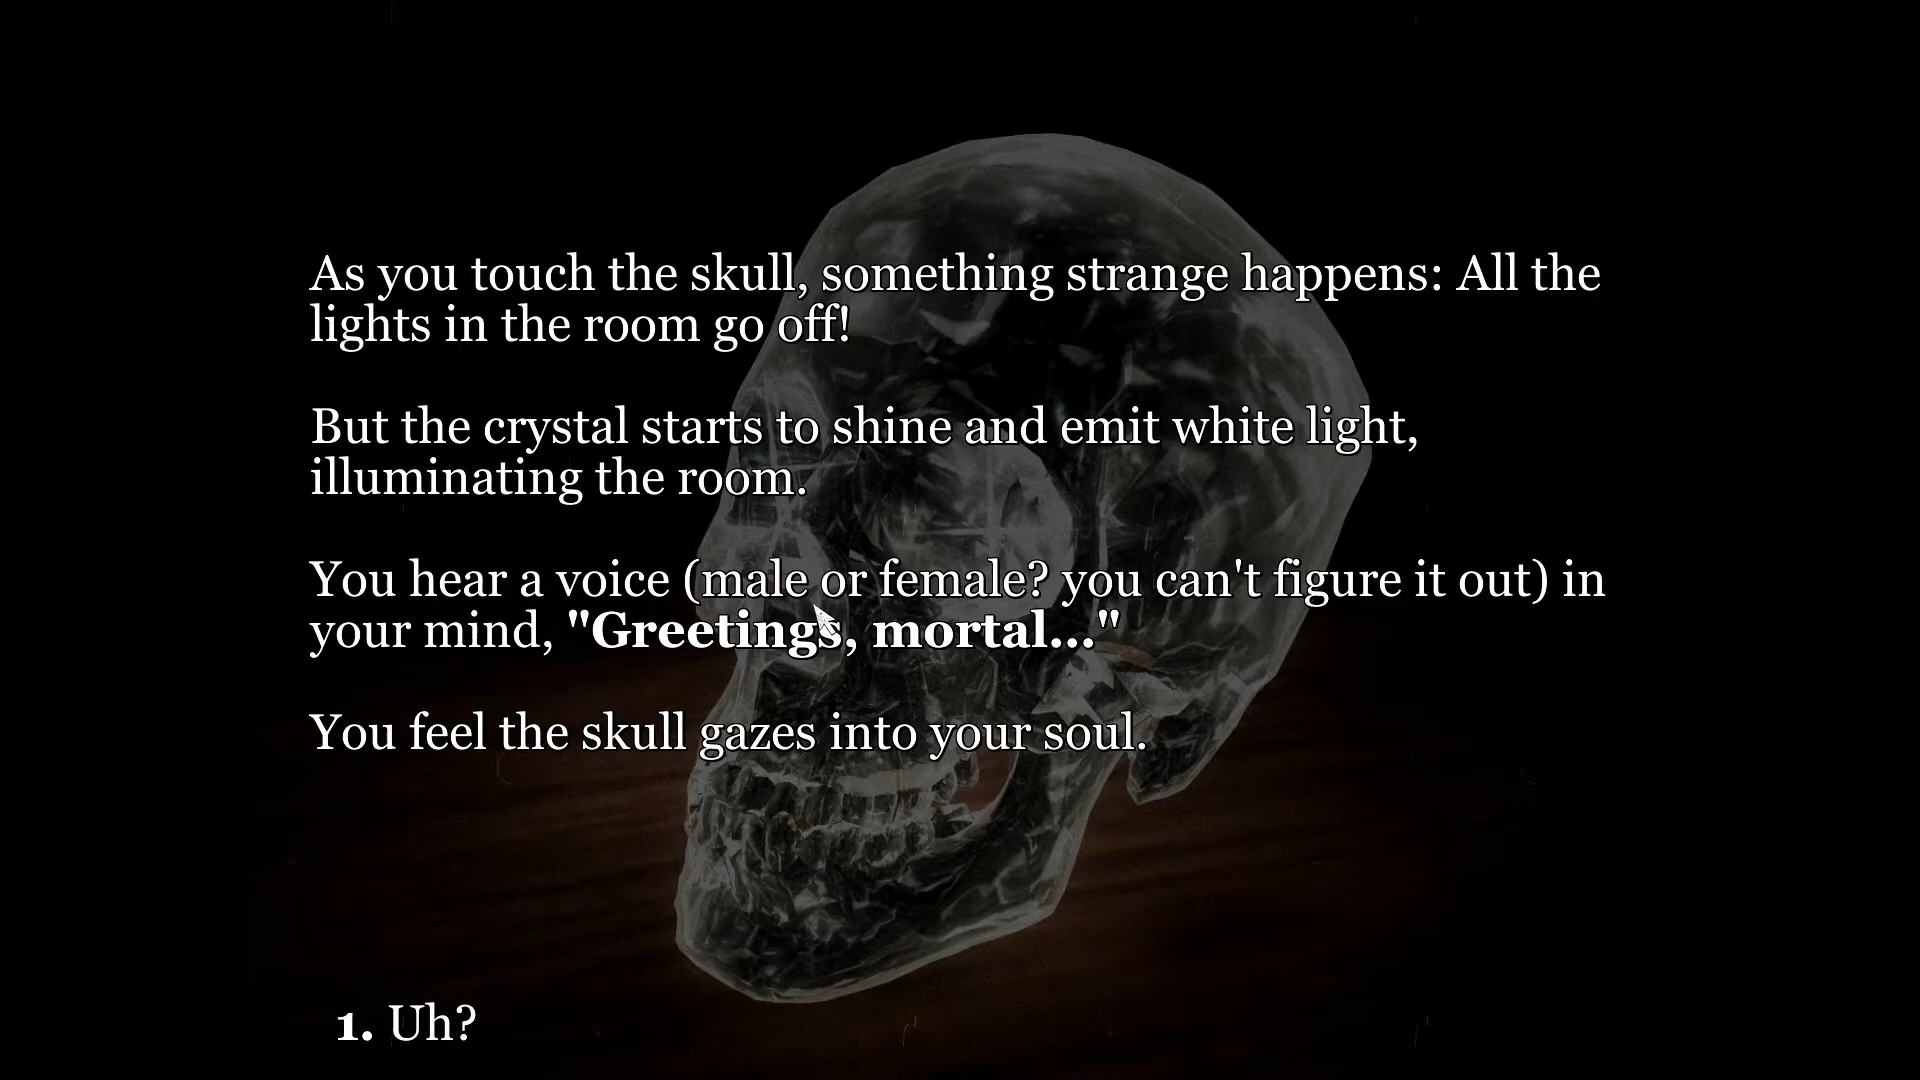 As you touch the skull, something strange happens: All the
lights in the room go off!
But the crystal starts to shine and emit white light,
illuminating the room.
You hear a voice (male or female? you can't figure it out) in
your mind, "Greetings, mortal..."
You feel the skull gazes into your soul.
1. Uh?